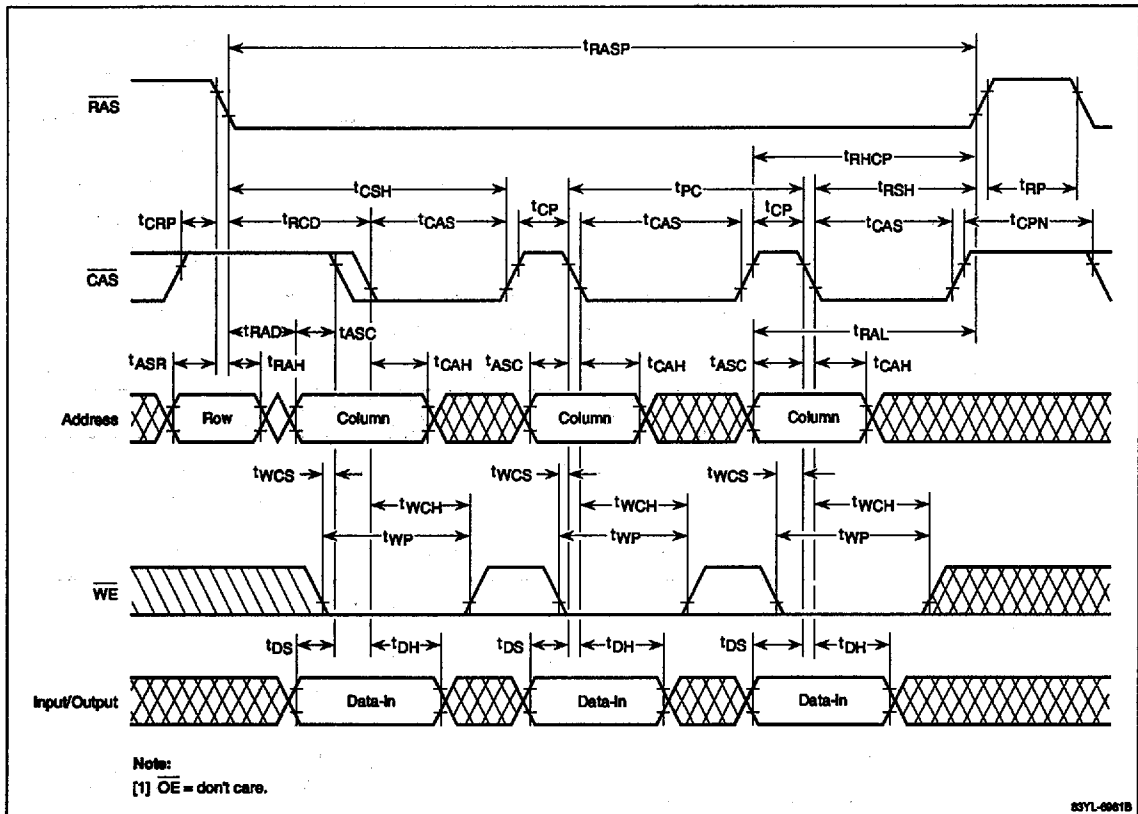 tRASP
RAS
tRHCP
tCSH tPC tRSH tRP
tCRP tRCD tCAS tCP tCAS tCP tCAS tCPN
CAS
tRAD tASC tRAL
tASR tRAH tCAH tASC tCAH tASC tCAH
Address Row Column Column Column
tWCS tWCS tWCS
tWCH tWCH tWCH
tWP tWP tWP
WE
tDS tDH tDS tDH tDS tDH
Input/Output Data-In Data-In Data-In
Note:
[1] OE = don't care.
83YL-6981B